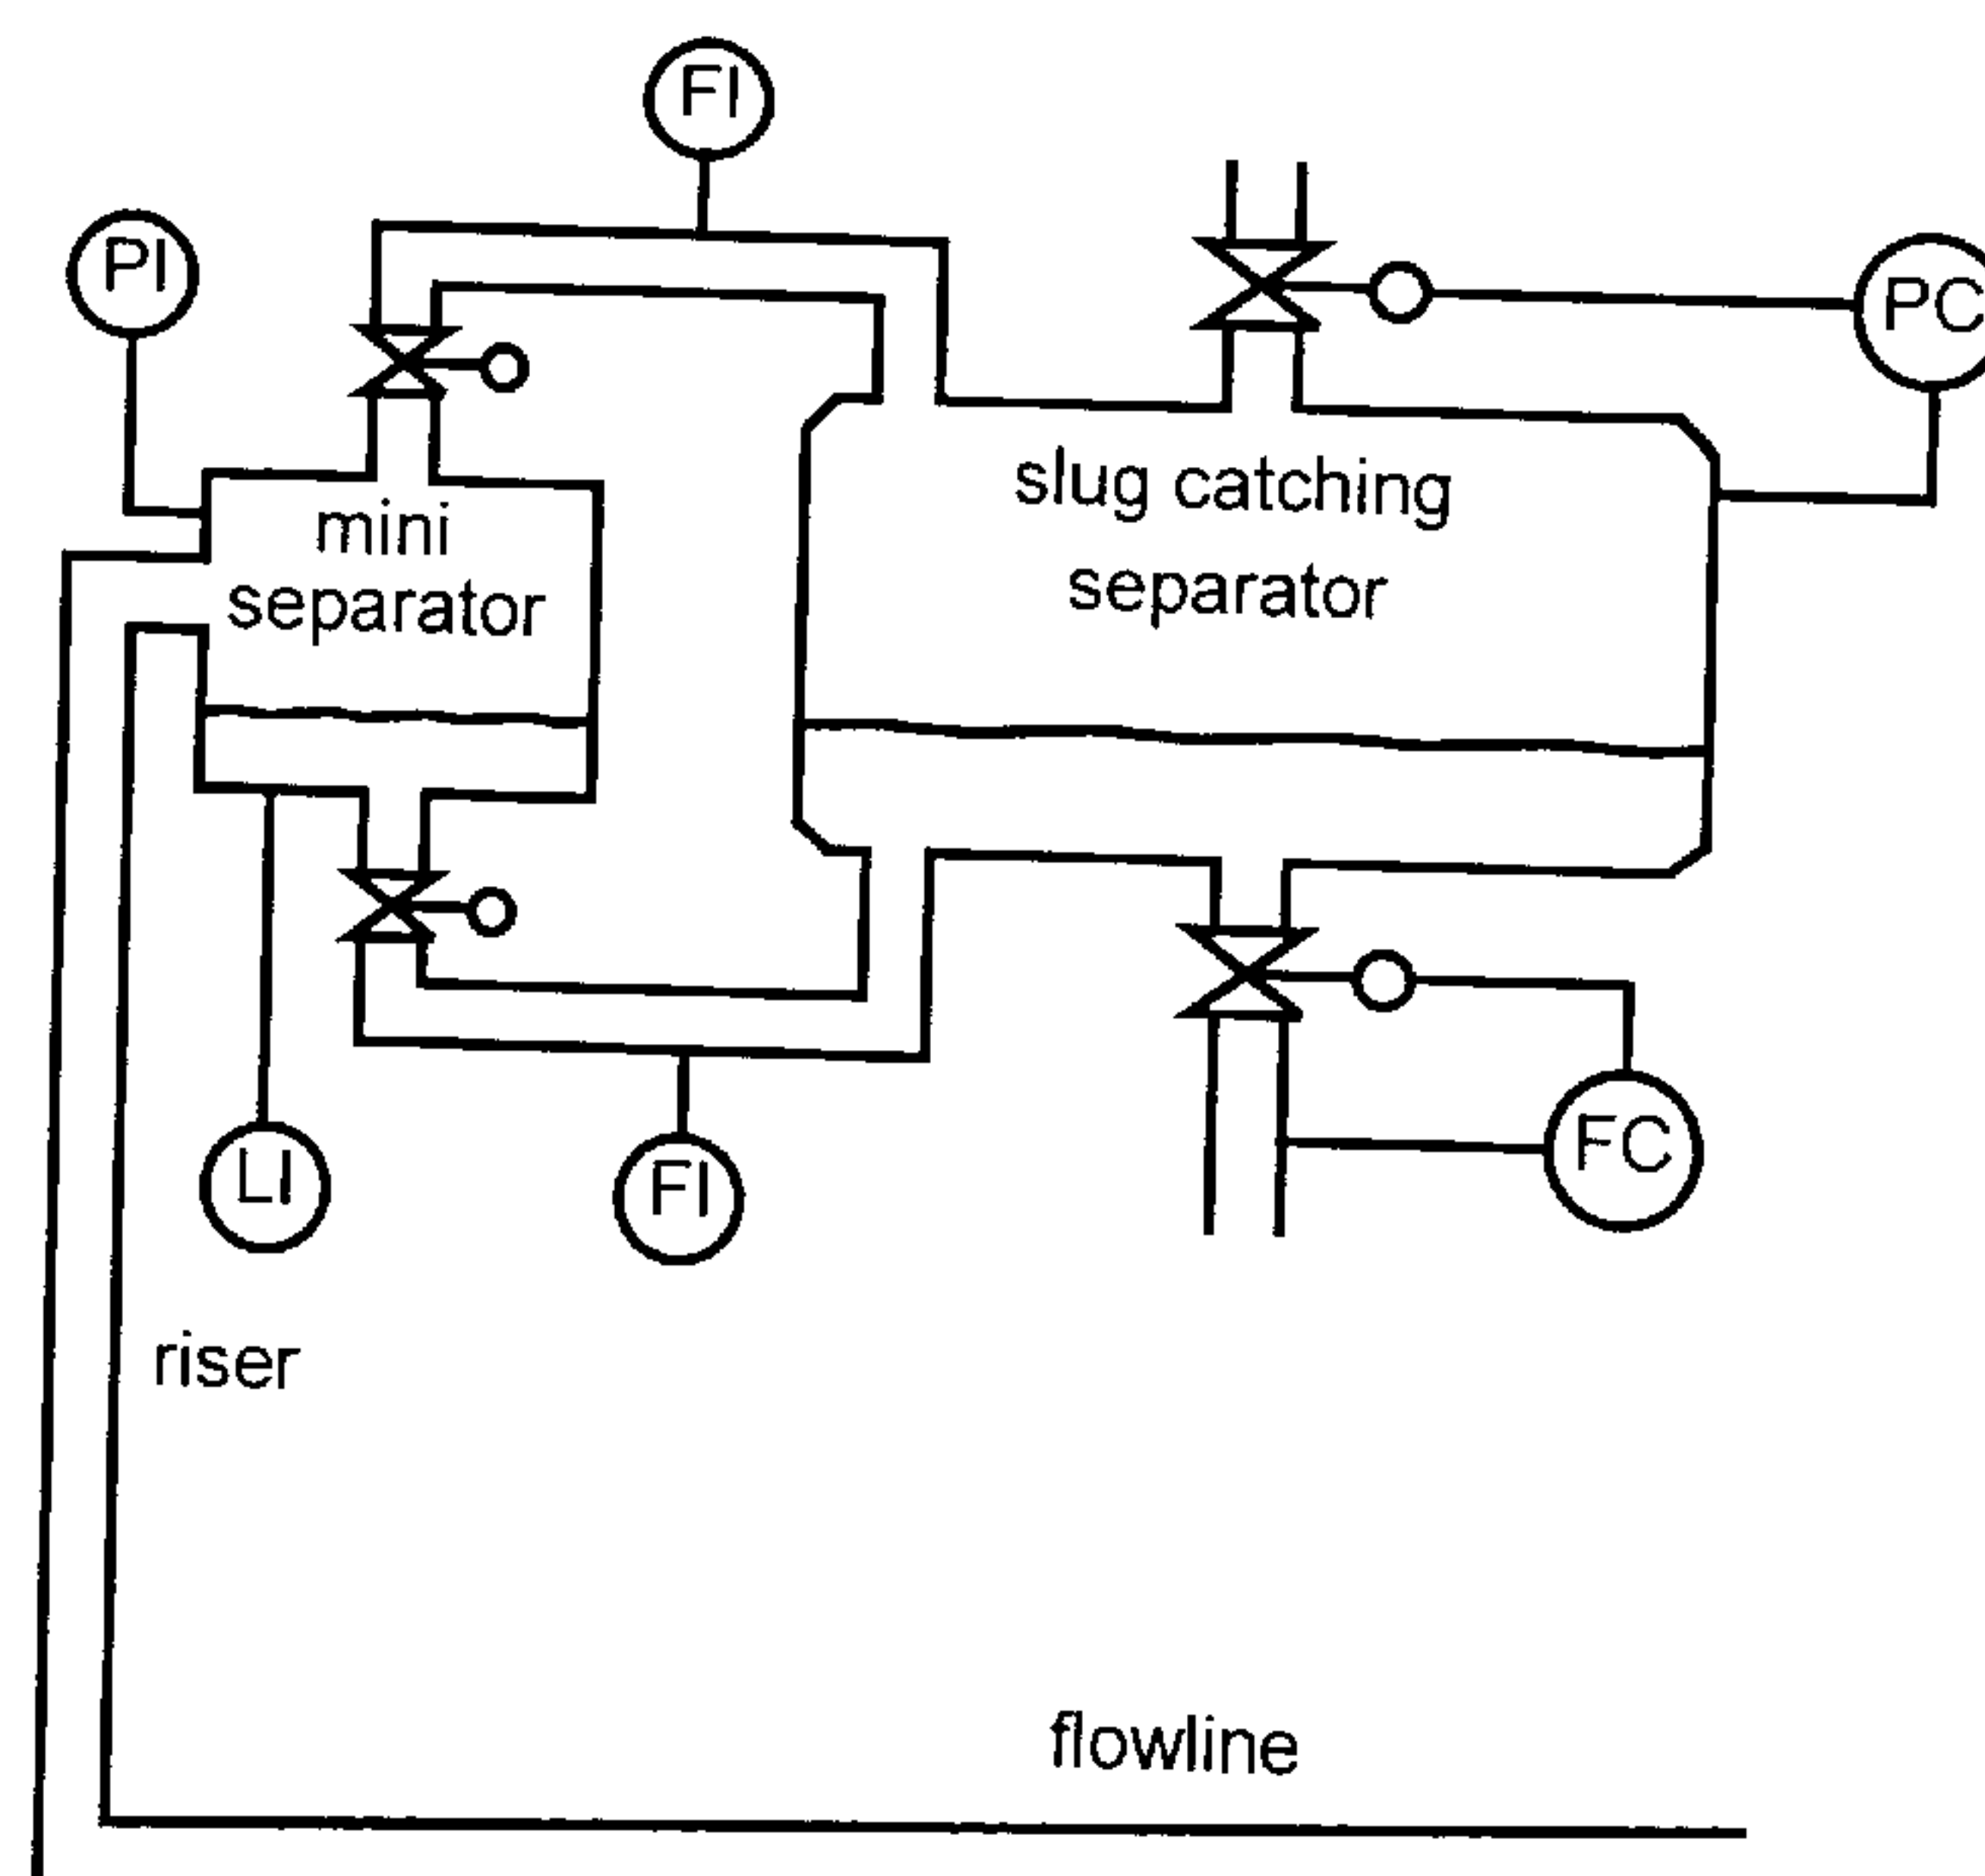 FI
PI
PC
mini
separator
slug catching
separator
LI
FI
FC
riser
flowline